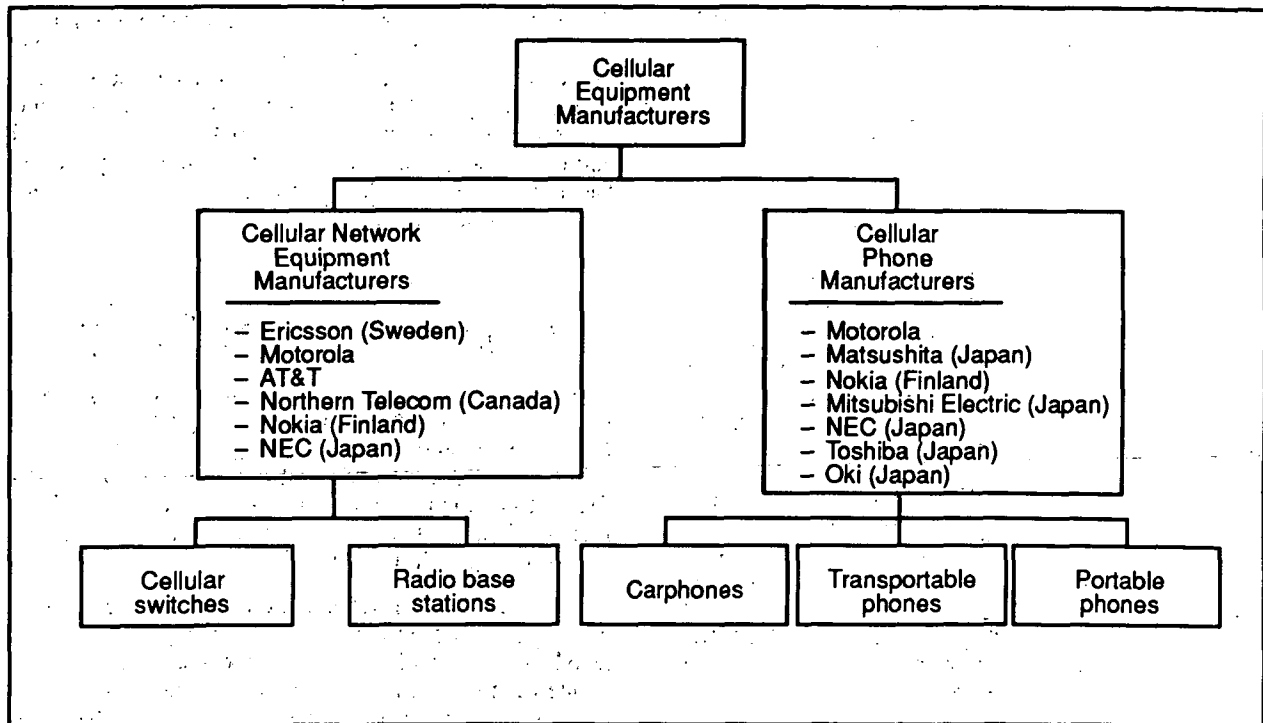 Cellular
Equipment
Manufacturers
Cellular Network
Equipment
Manufacturers
– Ericsson (Sweden)
– Motorola
– AT&T
– Northern Telecom (Canada)
– Nokia (Finland)
– NEC (Japan)
Cellular
Phone
Manufacturers
– Motorola
– Matsushita (Japan)
– Nokia (Finland)
– Mitsubishi Electric (Japan)
– NEC (Japan)
– Toshiba (Japan)
– Oki (Japan)
Cellular
switches
Radio base
stations
Carphones
Transportable
phones
Portable
phones